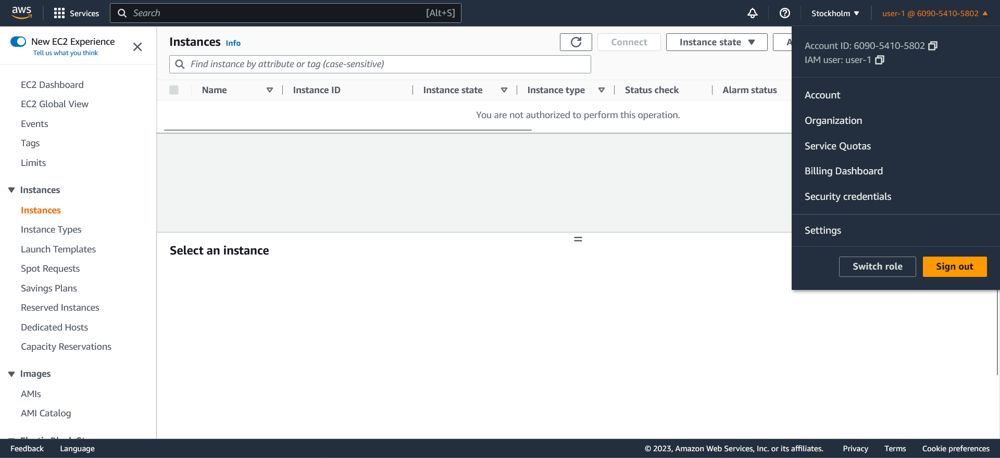 aws
Services
Search [Alt+S]
Stockholm
user-1 @ 6090-5410-5802
New EC2 Experience
Tell us what you think
EC2 Dashboard
EC2 Global View
Events
Tags
Limits
Instances
Instances
Instance Types
Launch Templates
Spot Requests
Savings Plans
Reserved Instances
Dedicated Hosts
Capacity Reservations
Images
AMIs
AMI Catalog
Instances Info
Connect
Instance state
Find instance by attribute or tag (case-sensitive)
Name Instance ID Instance state Instance type Status check Alarm status
You are not authorized to perform this operation.
Select an instance
Account ID: 6090-5410-5802
IAM user: user-1
Account
Organization
Service Quotas
Billing Dashboard
Security credentials
Settings
Switch role
Sign out
Feedback
Language
© 2023, Amazon Web Services, Inc. or its affiliates.
Privacy
Terms
Cookie preferences